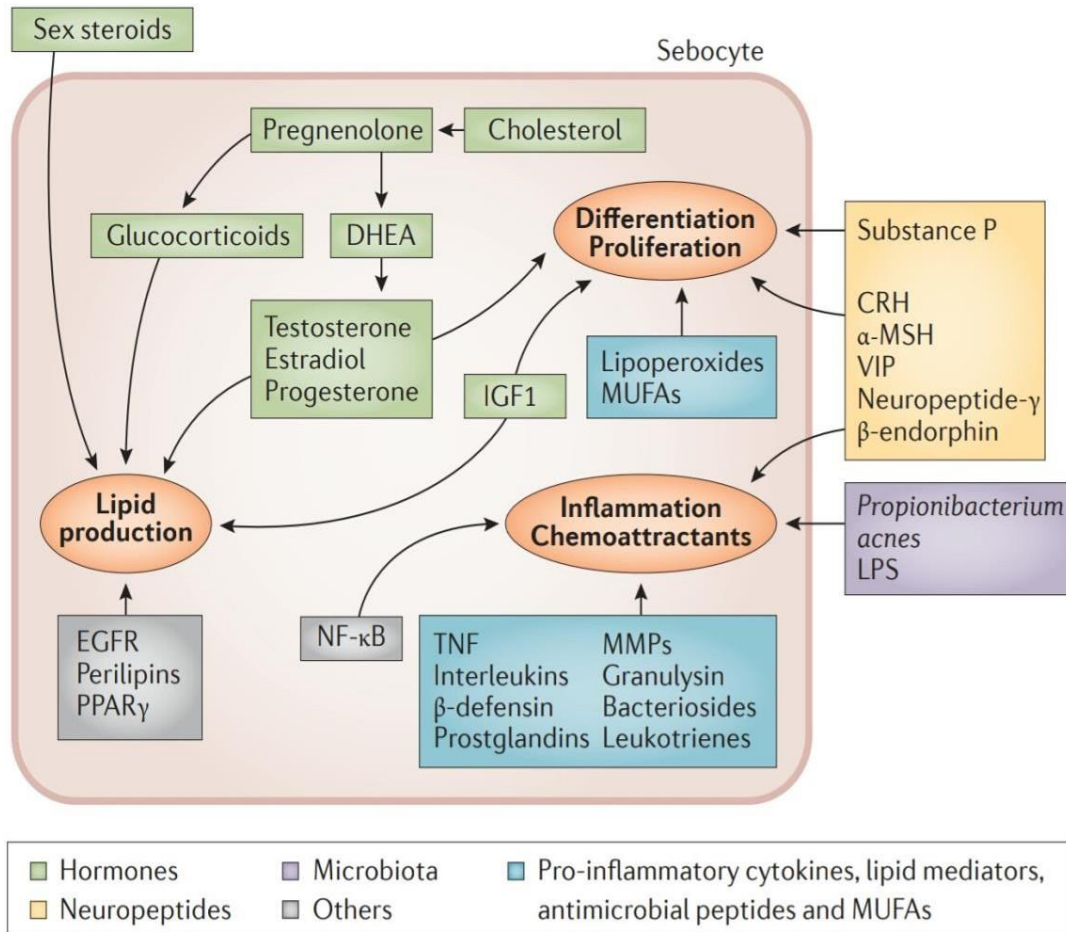 Sex steroids
Sebocyte
Pregnenolone
Cholesterol
Glucocorticoids
DHEA
Differentiation
Proliferation
Substance P
CRH
α-MSH
VIP
Neuropeptide-γ
β-endorphin
Testosterone
Estradiol
Progesterone
IGF1
Lipoperoxides
MUFAs
Lipid
production
Inflammation
Chemoattractants
Propionibacterium
acnes
LPS
EGFR
Perilipins
PPARγ
NF-κB
TNF
Interleukins
β-defensin
Prostglandins
MMPs
Granulysin
Bacteriosides
Leukotrienes
Hormones
Neuropeptides
Microbiota
Others
Pro-inflammatory cytokines, lipid mediators,
antimicrobial peptides and MUFAs